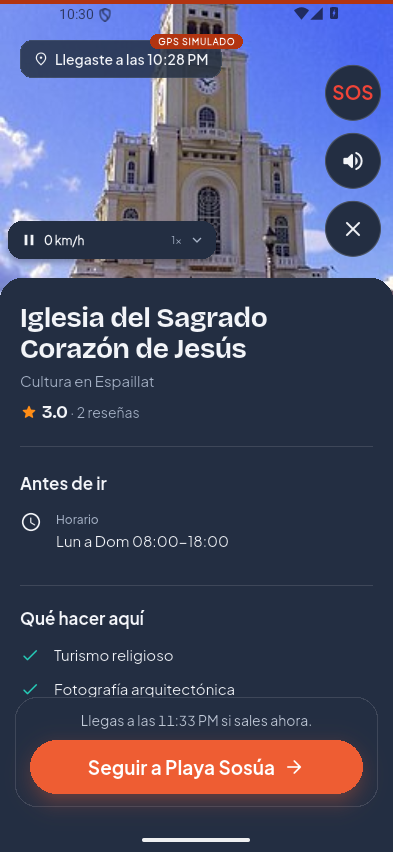 10:30
GPS SIMULADO
Llegaste a las 10:28 PM
SOS
0 km/h
1×
Iglesia del Sagrado
Corazón de Jesús
Cultura en Espaillat
3.0 · 2 reseñas
Antes de ir
Horario
Lun a Dom 08:00–18:00
Qué hacer aquí
Turismo religioso
Fotografía arquitectónica
Llegas a las 11:33 PM si sales ahora.
Seguir a Playa Sosúa